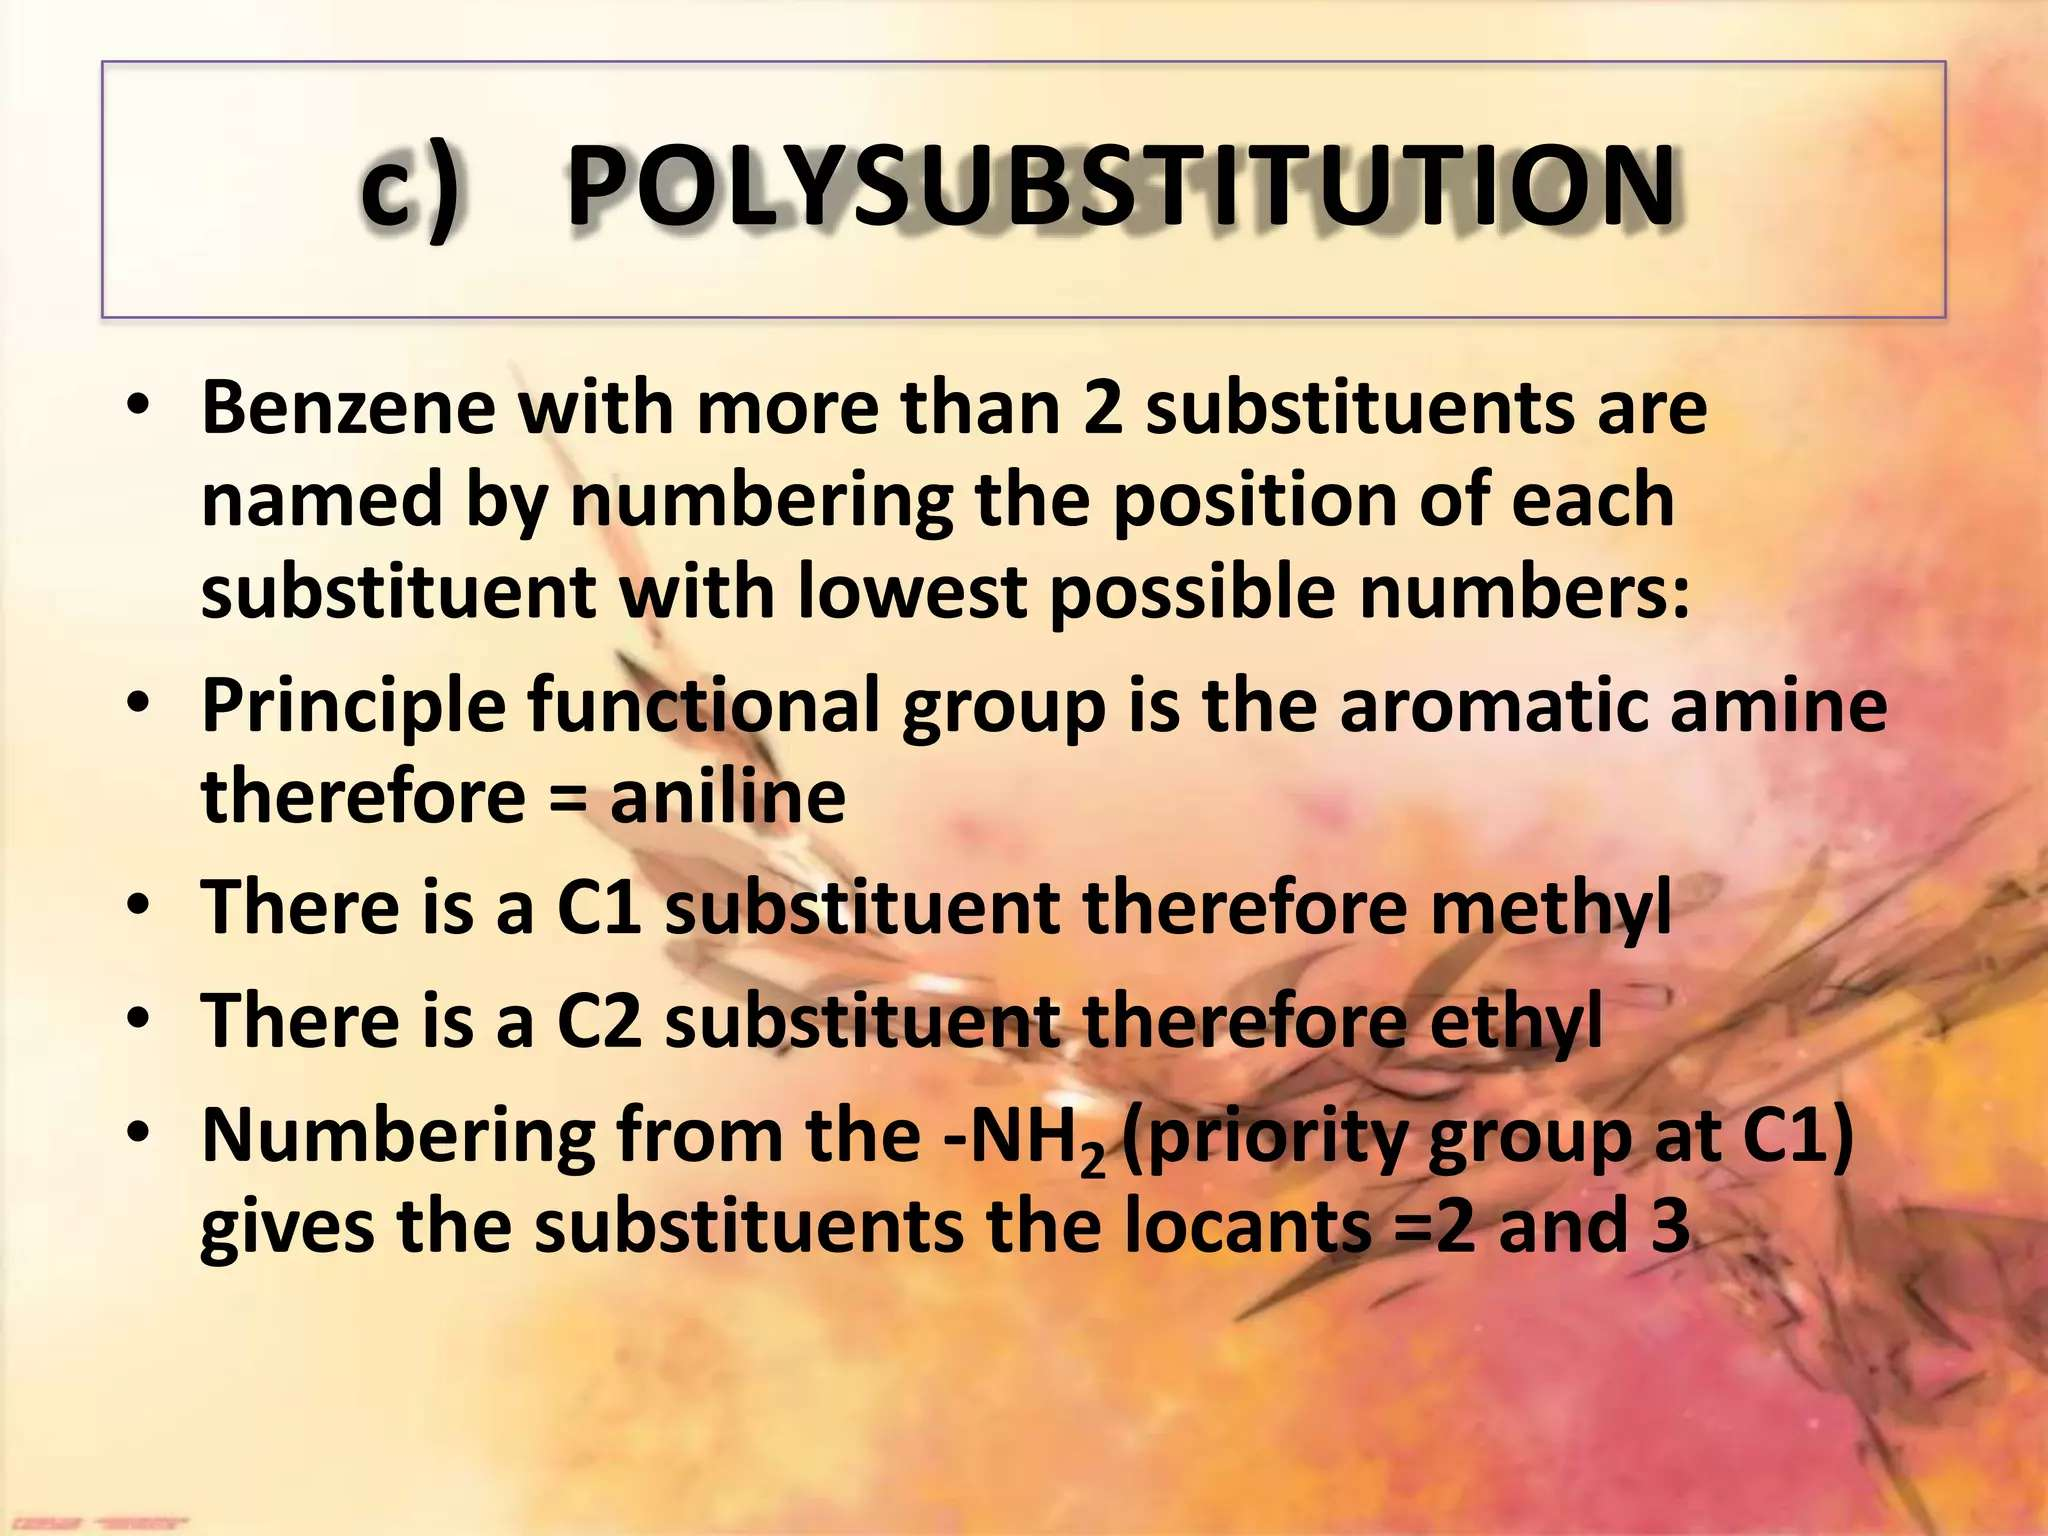 c) POLYSUBSTITUTION
• Benzene with more than 2 substituents are
named by numbering the position of each
substituent with lowest possible numbers:
• Principle functional group is the aromatic amine
therefore = aniline
• There is a C1 substituent therefore methyl
• There is a C2 substituent therefore ethyl
• Numbering from the -NH₂ (priority group at C1)
gives the substituents the locants =2 and 3